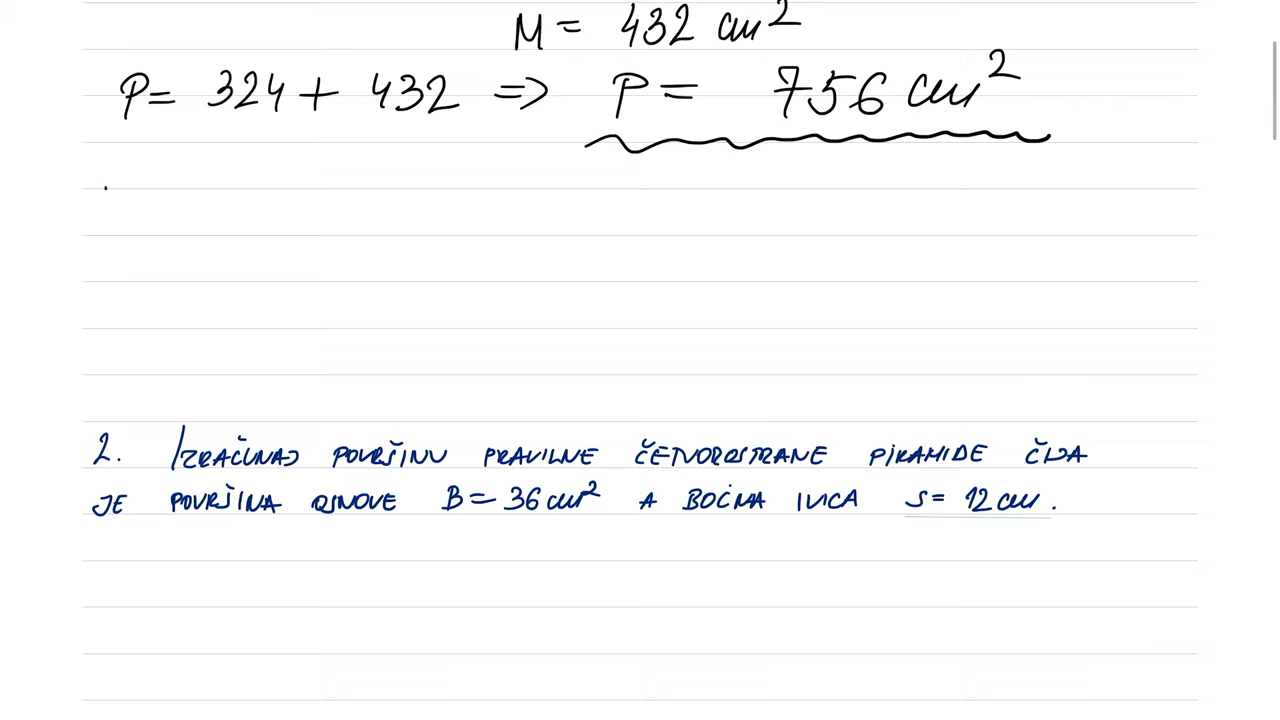 M = 432 cm²
P = 324 + 432 => P = 756 cm²
2. IZRAČUNAJ POVRŠINU PRAVILNE ČETVOROSTRANE PIRAMIDE ČIJA
JE POVRŠINA OSNOVE B = 36 cm² A BOČNA IVICA s = 12 cm.